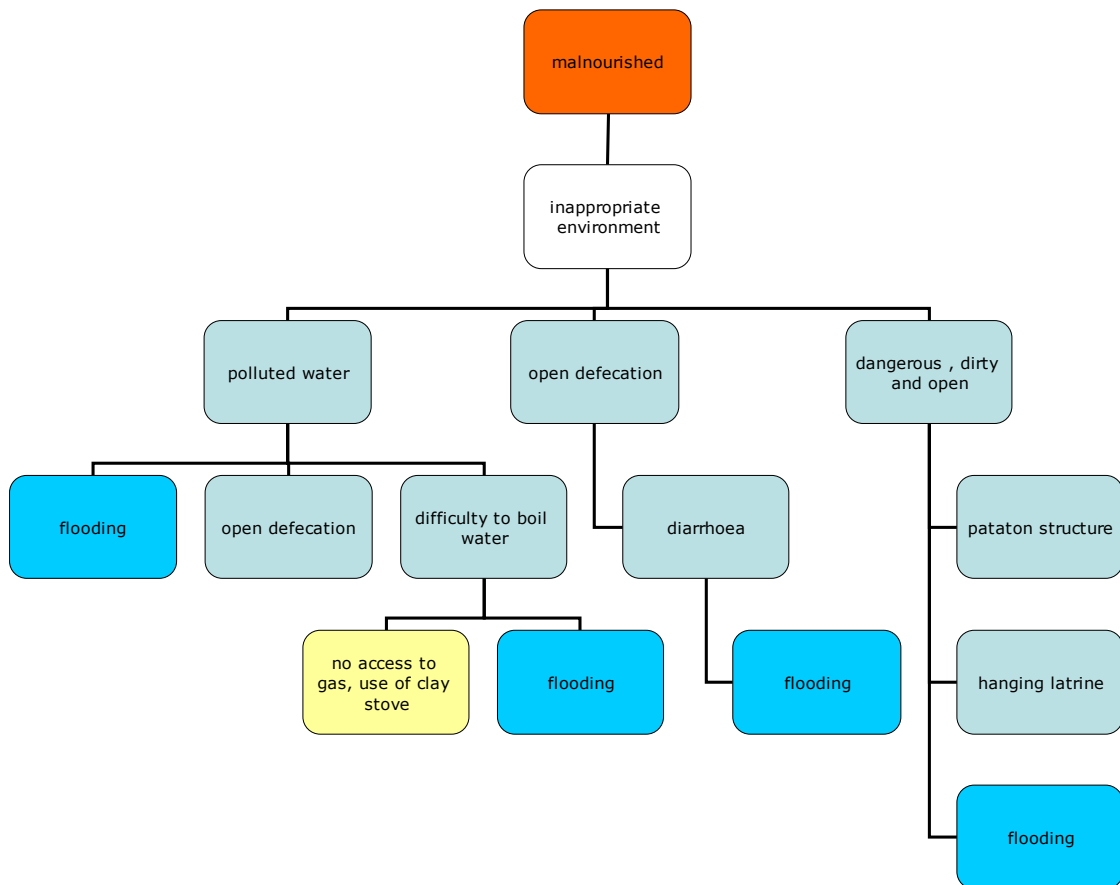 malnourished
inappropriate
environment
polluted water
open defecation
dangerous , dirty
and open
flooding
open defecation
difficulty to boil
water
diarrhoea
pataton structure
no access to
gas, use of clay
stove
flooding
flooding
hanging latrine
flooding